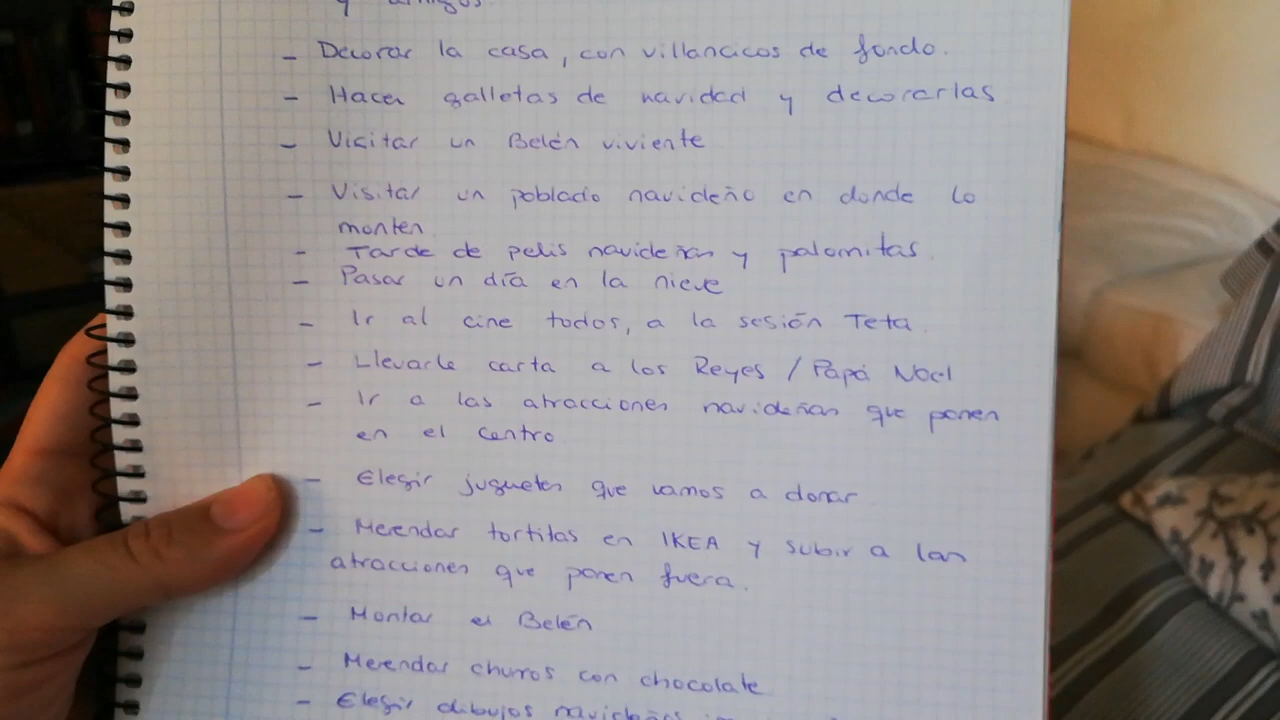 y amigos.
- Decorar la casa, con villancicos de fondo.
- Hacer galletas de navidad y decorarlas
- Visitar un Belén viviente
- Visitar un poblado navideño en donde lo
monten
- Tarde de pelis navideñas y palomitas.
- Pasar un día en la nieve
- Ir al cine todos, a la sesión Teta.
- Llevarle carta a los Reyes / Papá Noel
- Ir a las atracciones navideñas que ponen
en el centro
- Elegir juguetes que vamos a donar
- Merendar tortitas en IKEA y subir a las
atracciones que ponen fuera.
- Montar el Belén
- Merendar churros con chocolate
- Elegir dibujos navideños